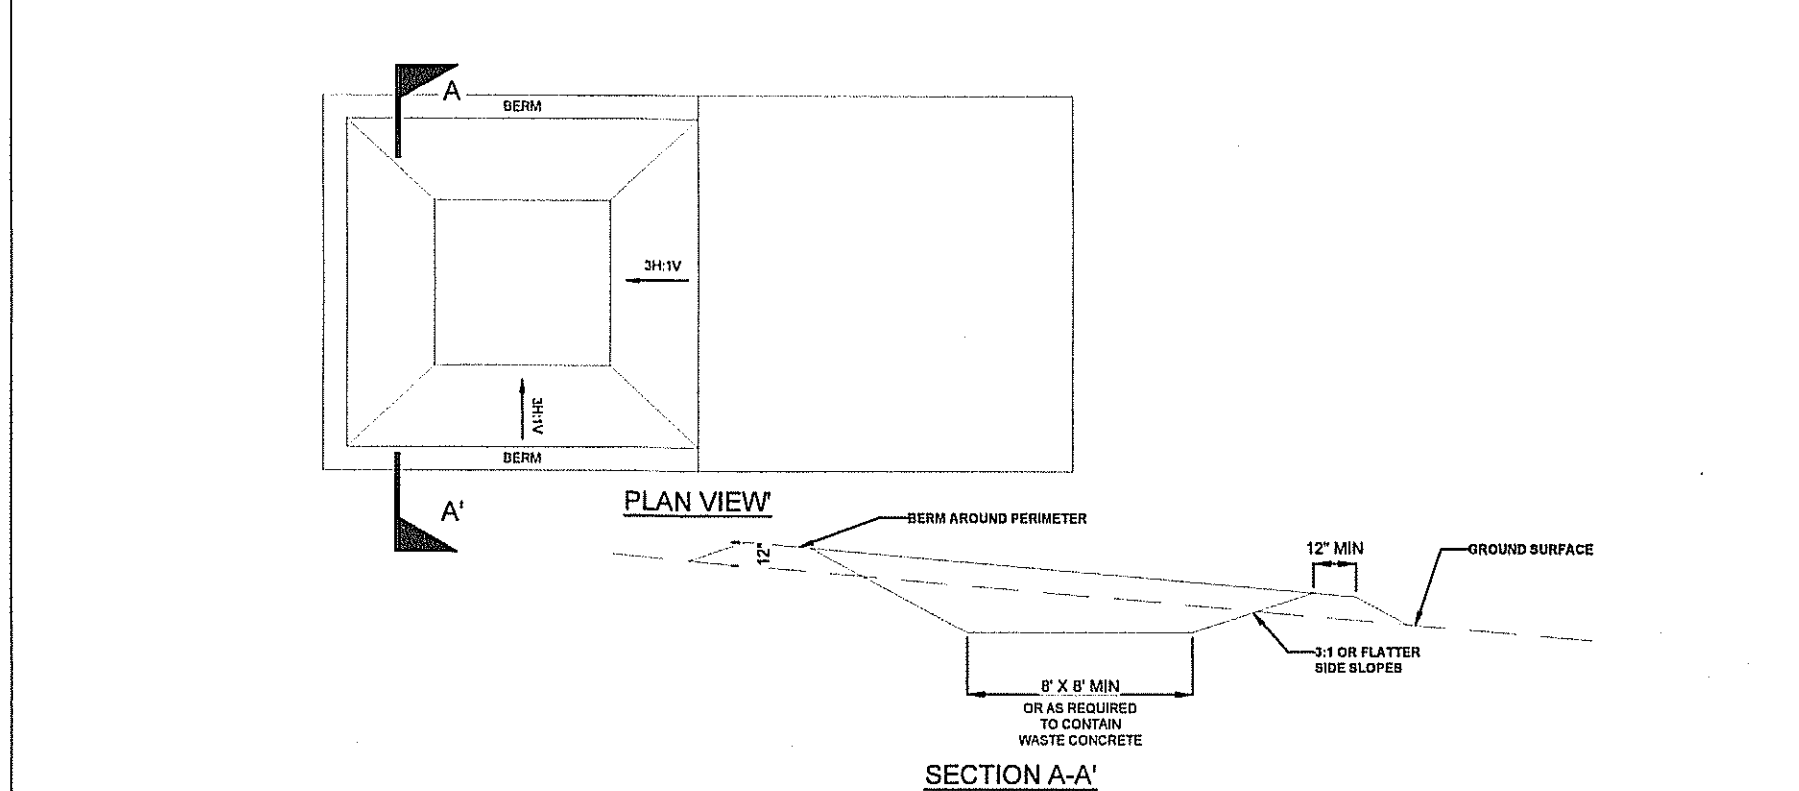 A
BERM
3H:1V
3H:1V
BERM
A'
PLAN VIEW'
BERM AROUND PERIMETER
12"
12" MIN
GROUND SURFACE
3:1 OR FLATTER
SIDE SLOPES
8' X 8' MIN
OR AS REQUIRED
TO CONTAIN
WASTE CONCRETE
SECTION A-A'